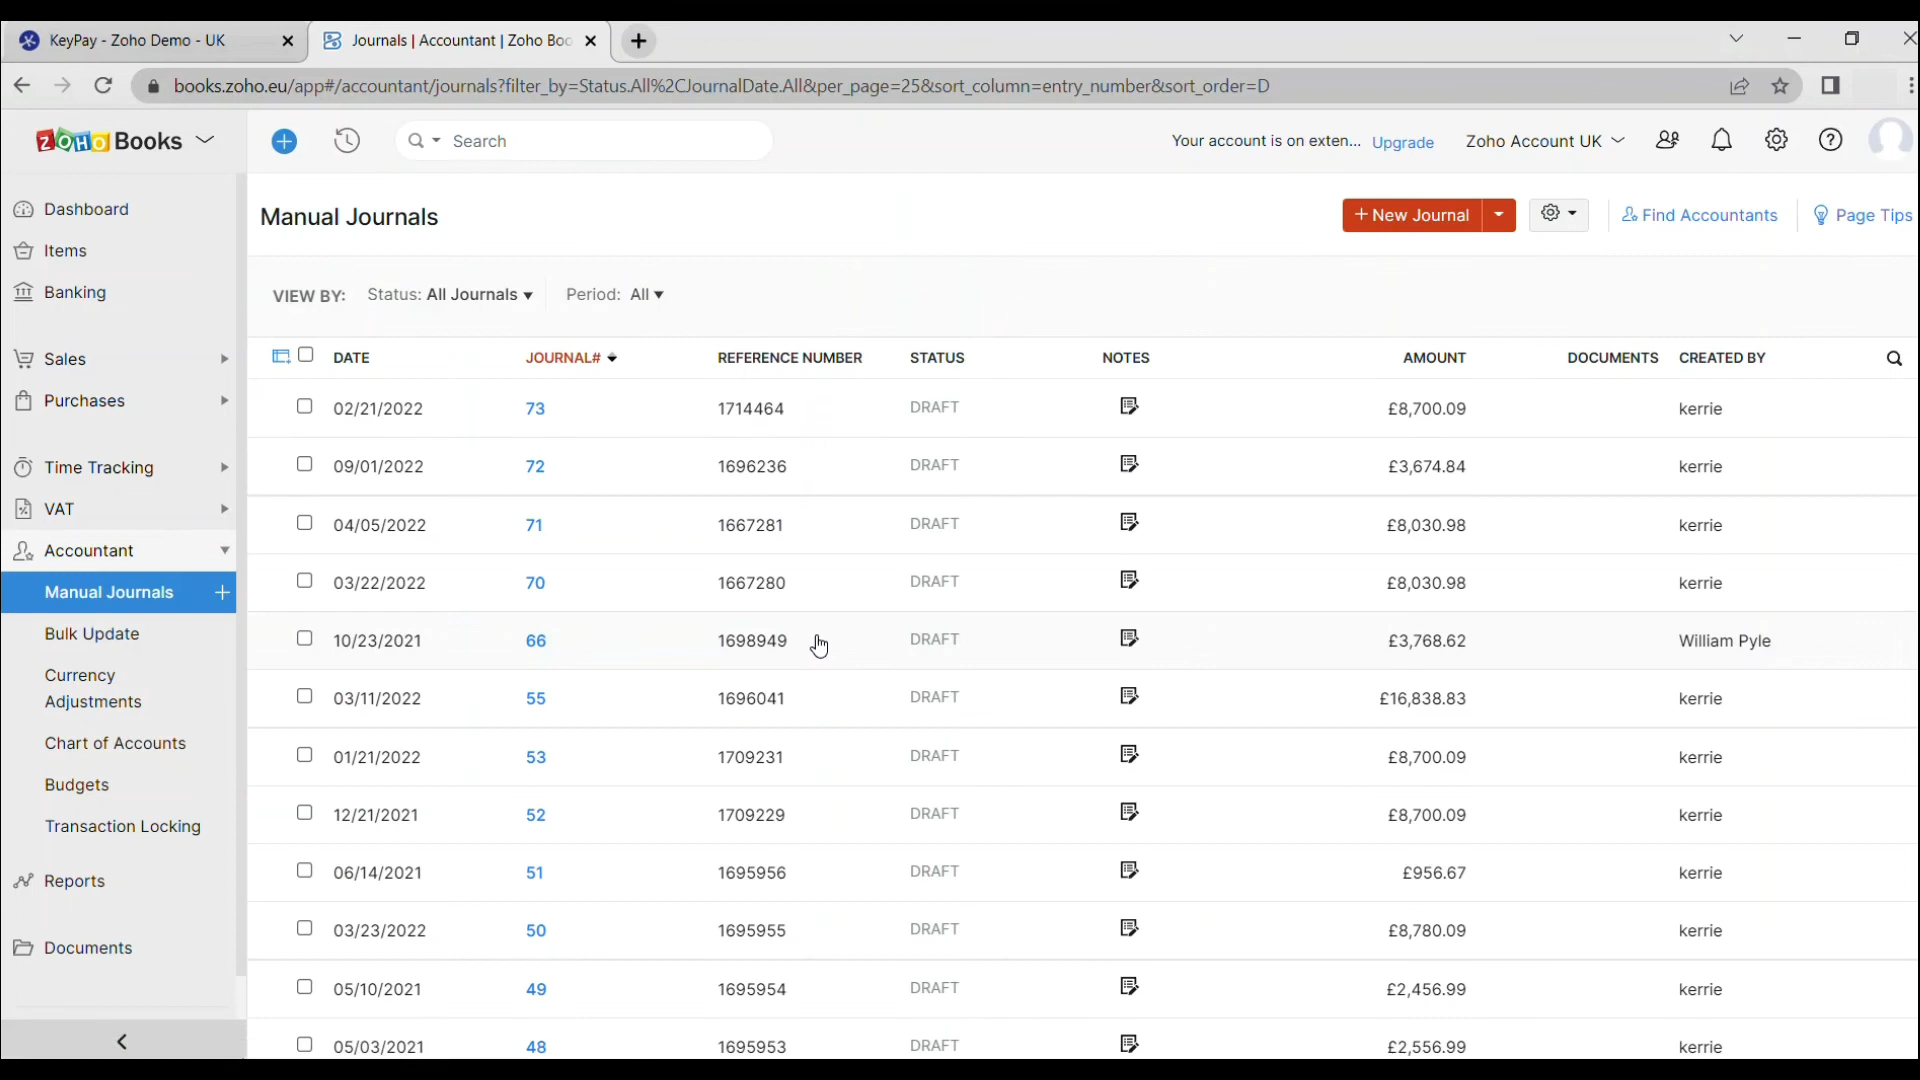 KeyPay - Zoho Demo - UK
Journals | Accountant | Zoho Boo
books.zoho.eu/app#/accountant/journals?filter_by=Status.All%2CJournalDate.All&per_page=25&sort_column=entry_number&sort_order=D
ZOHO Books
Search
Your account is on exten... Upgrade
Zoho Account UK
Dashboard
Items
Banking
Sales
Purchases
Time Tracking
VAT
Accountant
Manual Journals +
Bulk Update
Currency
Adjustments
Chart of Accounts
Budgets
Transaction Locking
Reports
Documents
Manual Journals
+ New Journal
Find Accountants
Page Tips
VIEW BY: Status: All Journals Period: All
DATE JOURNAL# REFERENCE NUMBER STATUS NOTES AMOUNT DOCUMENTS CREATED BY
02/21/2022 73 1714464 DRAFT £8,700.09 kerrie
09/01/2022 72 1696236 DRAFT £3,674.84 kerrie
04/05/2022 71 1667281 DRAFT £8,030.98 kerrie
03/22/2022 70 1667280 DRAFT £8,030.98 kerrie
10/23/2021 66 1698949 DRAFT £3,768.62 William Pyle
03/11/2022 55 1696041 DRAFT £16,838.83 kerrie
01/21/2022 53 1709231 DRAFT £8,700.09 kerrie
12/21/2021 52 1709229 DRAFT £8,700.09 kerrie
06/14/2021 51 1695956 DRAFT £956.67 kerrie
03/23/2022 50 1695955 DRAFT £8,780.09 kerrie
05/10/2021 49 1695954 DRAFT £2,456.99 kerrie
05/03/2021 48 1695953 DRAFT £2,556.99 kerrie